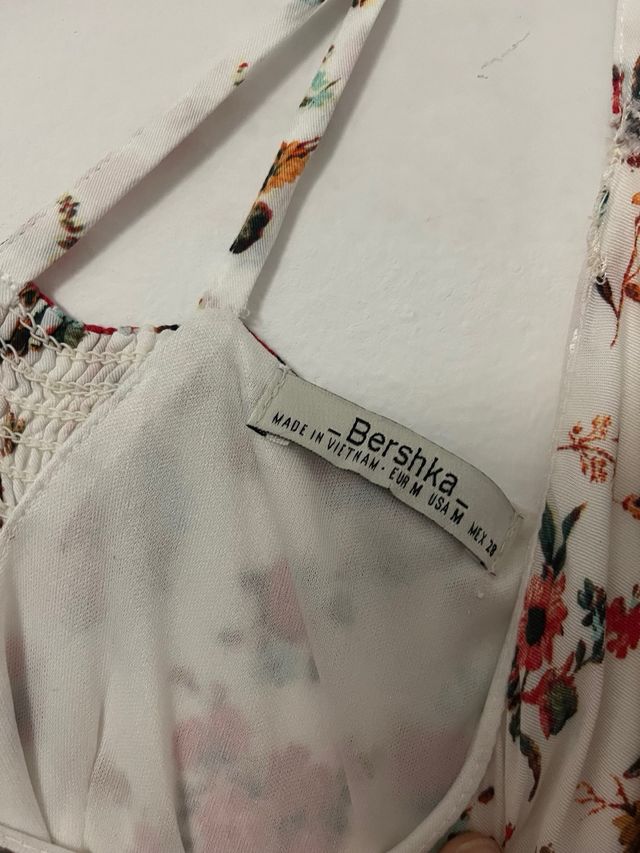 _Bershka_
MADE IN VIETNAM · EUR M USA M MEX 28